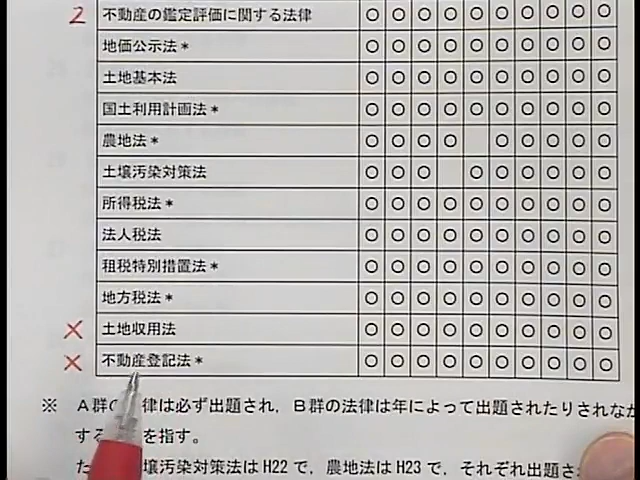 2 不動産の鑑定評価に関する法律 ○ ○ ○ ○ ○ ○ ○ ○ ○ ○
地価公示法* ○ ○ ○ ○ ○ ○ ○ ○ ○ ○
土地基本法 ○ ○ ○ ○ ○ ○ ○ ○ ○ ○
国土利用計画法* ○ ○ ○ ○ ○ ○ ○ ○ ○ ○
農地法* ○ ○ ○ ○ ○ ○ ○ ○ ○
土壌汚染対策法 ○ ○ ○ ○ ○ ○ ○ ○ ○
所得税法* ○ ○ ○ ○ ○ ○ ○ ○ ○ ○
法人税法 ○ ○ ○ ○ ○ ○ ○ ○ ○ ○
租税特別措置法* ○ ○ ○ ○ ○ ○ ○ ○ ○ ○
地方税法* ○ ○ ○ ○ ○ ○ ○ ○ ○ ○
× 土地収用法 ○ ○ ○ ○ ○ ○ ○ ○ ○ ○
× 不動産登記法* ○ ○ ○ ○ ○ ○ ○ ○ ○ ○
※ A群の 律は必ず出題され，B群の法律は年によって出題されたりされなか
する を指す。
た 壌汚染対策法はH22で，農地法はH23で，それぞれ出題さ